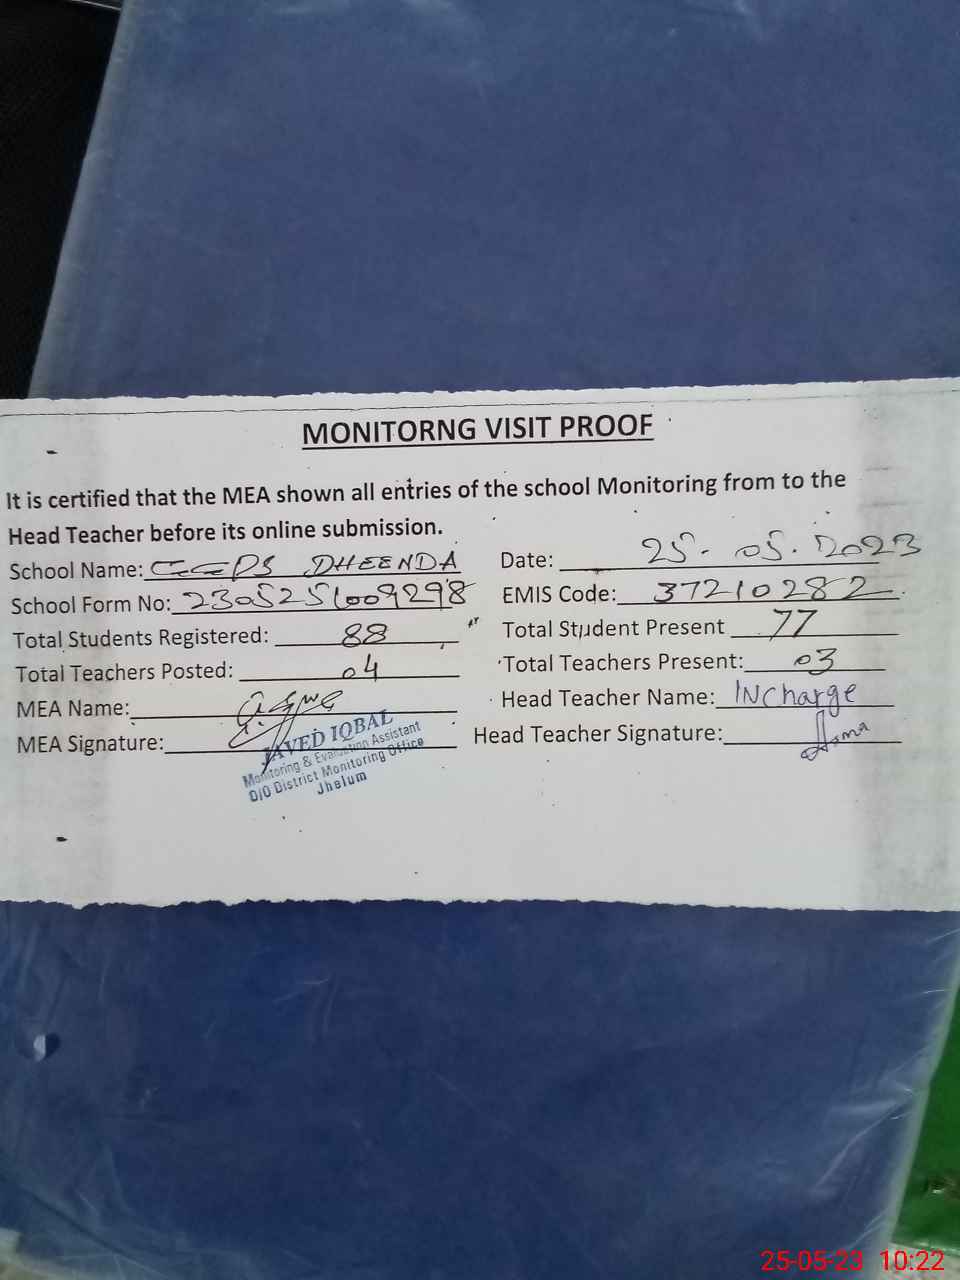 MONITORNG VISIT PROOF
It is certified that the MEA shown all entries of the school Monitoring from to the
Head Teacher before its online submission.
School Name: GGPS DHEENDA
Date: 25.05.2023
School Form No: 2305251009298
EMIS Code: 37210282
Total Students Registered: 88
Total Student Present 77
Total Teachers Posted: 04
Total Teachers Present: 03
MEA Name:
Head Teacher Name: INCharge
MEA Signature:
Head Teacher Signature: Asma
JAVED IQBAL
Monitoring & Evaluation Assistant
O/O District Monitoring Office
Jhelum
25-05-23 10:22